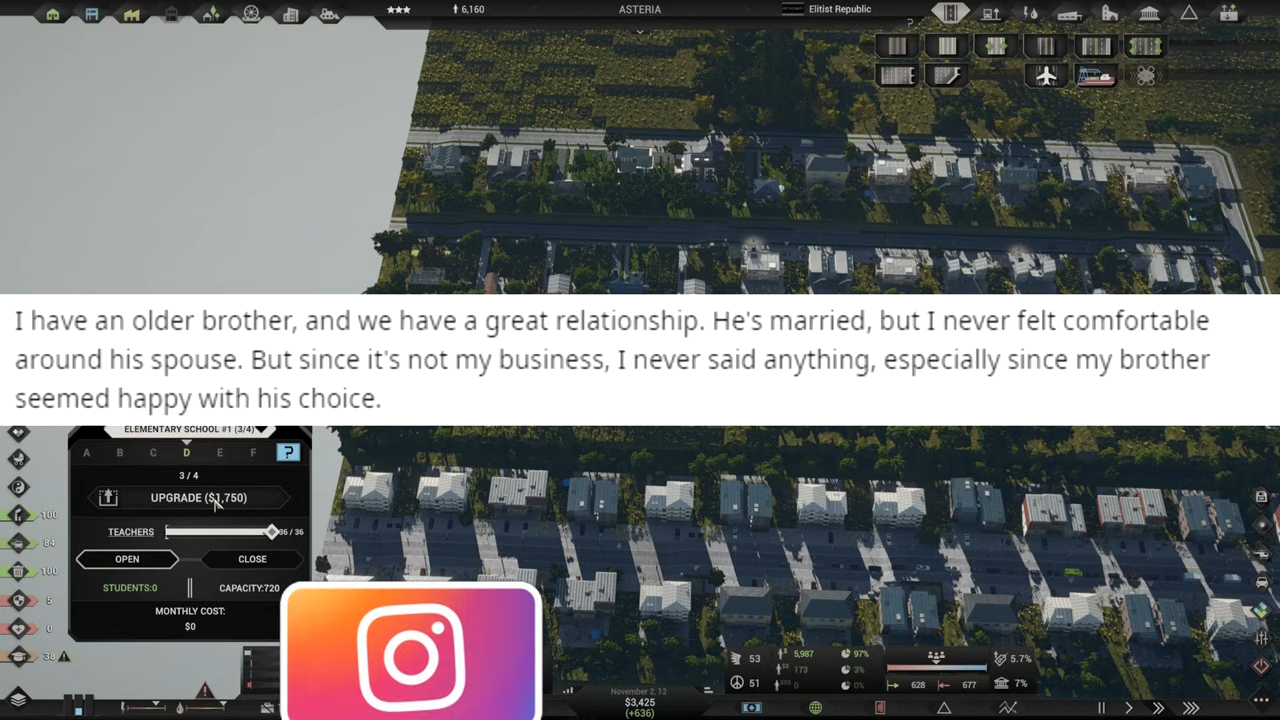 6,160
ASTERIA
Elitist Republic
I have an older brother, and we have a great relationship. He's married, but I never felt comfortable
around his spouse. But since it's not my business, I never said anything, especially since my brother
seemed happy with his choice.
ELEMENTARY SCHOOL #1 (3/4)
A B C D E F ?
3 / 4
UPGRADE ($1,750)
TEACHERS 36 / 36
OPEN CLOSE
STUDENTS:0 CAPACITY:720
MONTHLY COST:
$0
100
84
100
5
0
38
53 5,987 97% 5.7%
173 3%
51 $$$ 0 0% 628 677 7%
November 2, 12
$3,425
(+636)